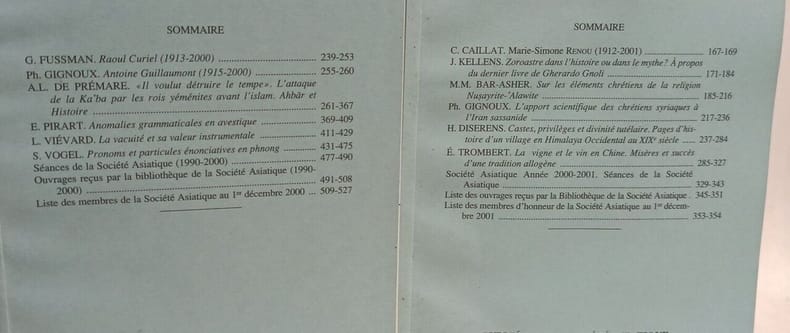 SOMMAIRE
G. FUSSMAN. Raoul Curiel (1913-2000) ........ 239-253
Ph. GIGNOUX. Antoine Guillaumont (1915-2000) ........ 255-260
A.L. DE PRÉMARE. «Il voulut détruire le temple». L'attaque
de la Ka'ba par les rois yéménites avant l'islam. Aḫbār et
Histoire ........ 261-367
E. PIRART. Anomalies grammaticales en avestique ........ 369-409
L. VIÉVARD. La vacuité et sa valeur instrumentale ........ 411-429
S. VOGEL. Pronoms et particules énonciatives en phnong ........ 431-475
Séances de la Société Asiatique (1990-2000) ........ 477-490
Ouvrages reçus par la bibliothèque de la Société Asiatique (1990-
2000) ........ 491-508
Liste des membres de la Société Asiatique au 1er décembre 2000 ... 509-527
SOMMAIRE
C. CAILLAT. Marie-Simone RENOU (1912-2001) ........ 167-169
J. KELLENS. Zoroastre dans l'histoire ou dans le mythe? À propos
du dernier livre de Gherardo Gnoli ........ 171-184
M.M. BAR-ASHER. Sur les éléments chrétiens de la religion
Nuṣayrite-'Alawite ........ 185-216
Ph. GIGNOUX. L'apport scientifique des chrétiens syriaques à
l'Iran sassanide ........ 217-236
H. DISERENS. Castes, privilèges et divinité tutélaire. Pages d'his-
toire d'un village en Himalaya Occidental au XIXe siècle ...... 237-284
É. TROMBERT. La vigne et le vin en Chine. Misères et succès
d'une tradition allogène ........ 285-327
Société Asiatique Année 2000-2001. Séances de la Société
Asiatique ........ 329-343
Liste des ouvrages reçus par la Bibliothèque de la Société Asiatique . 345-351
Liste des membres d'honneur de la Société Asiatique au 1er décem-
bre 2001 ........ 353-354